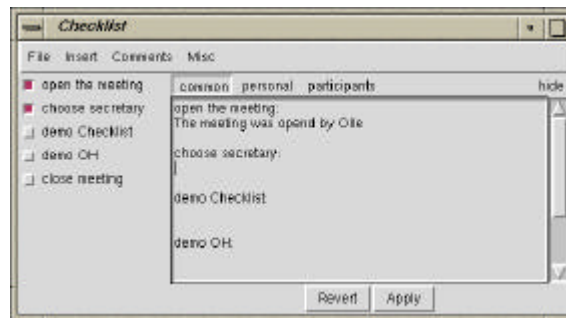 Checklist
File Insert Comments Misc
open the meeting
choose secretary
demo Checklist
demo OH
close meeting
common personal participants hide
open the meeting:
The meeting was opend by Olle
choose secretary:
demo Checklist
demo OH:
Revert Apply